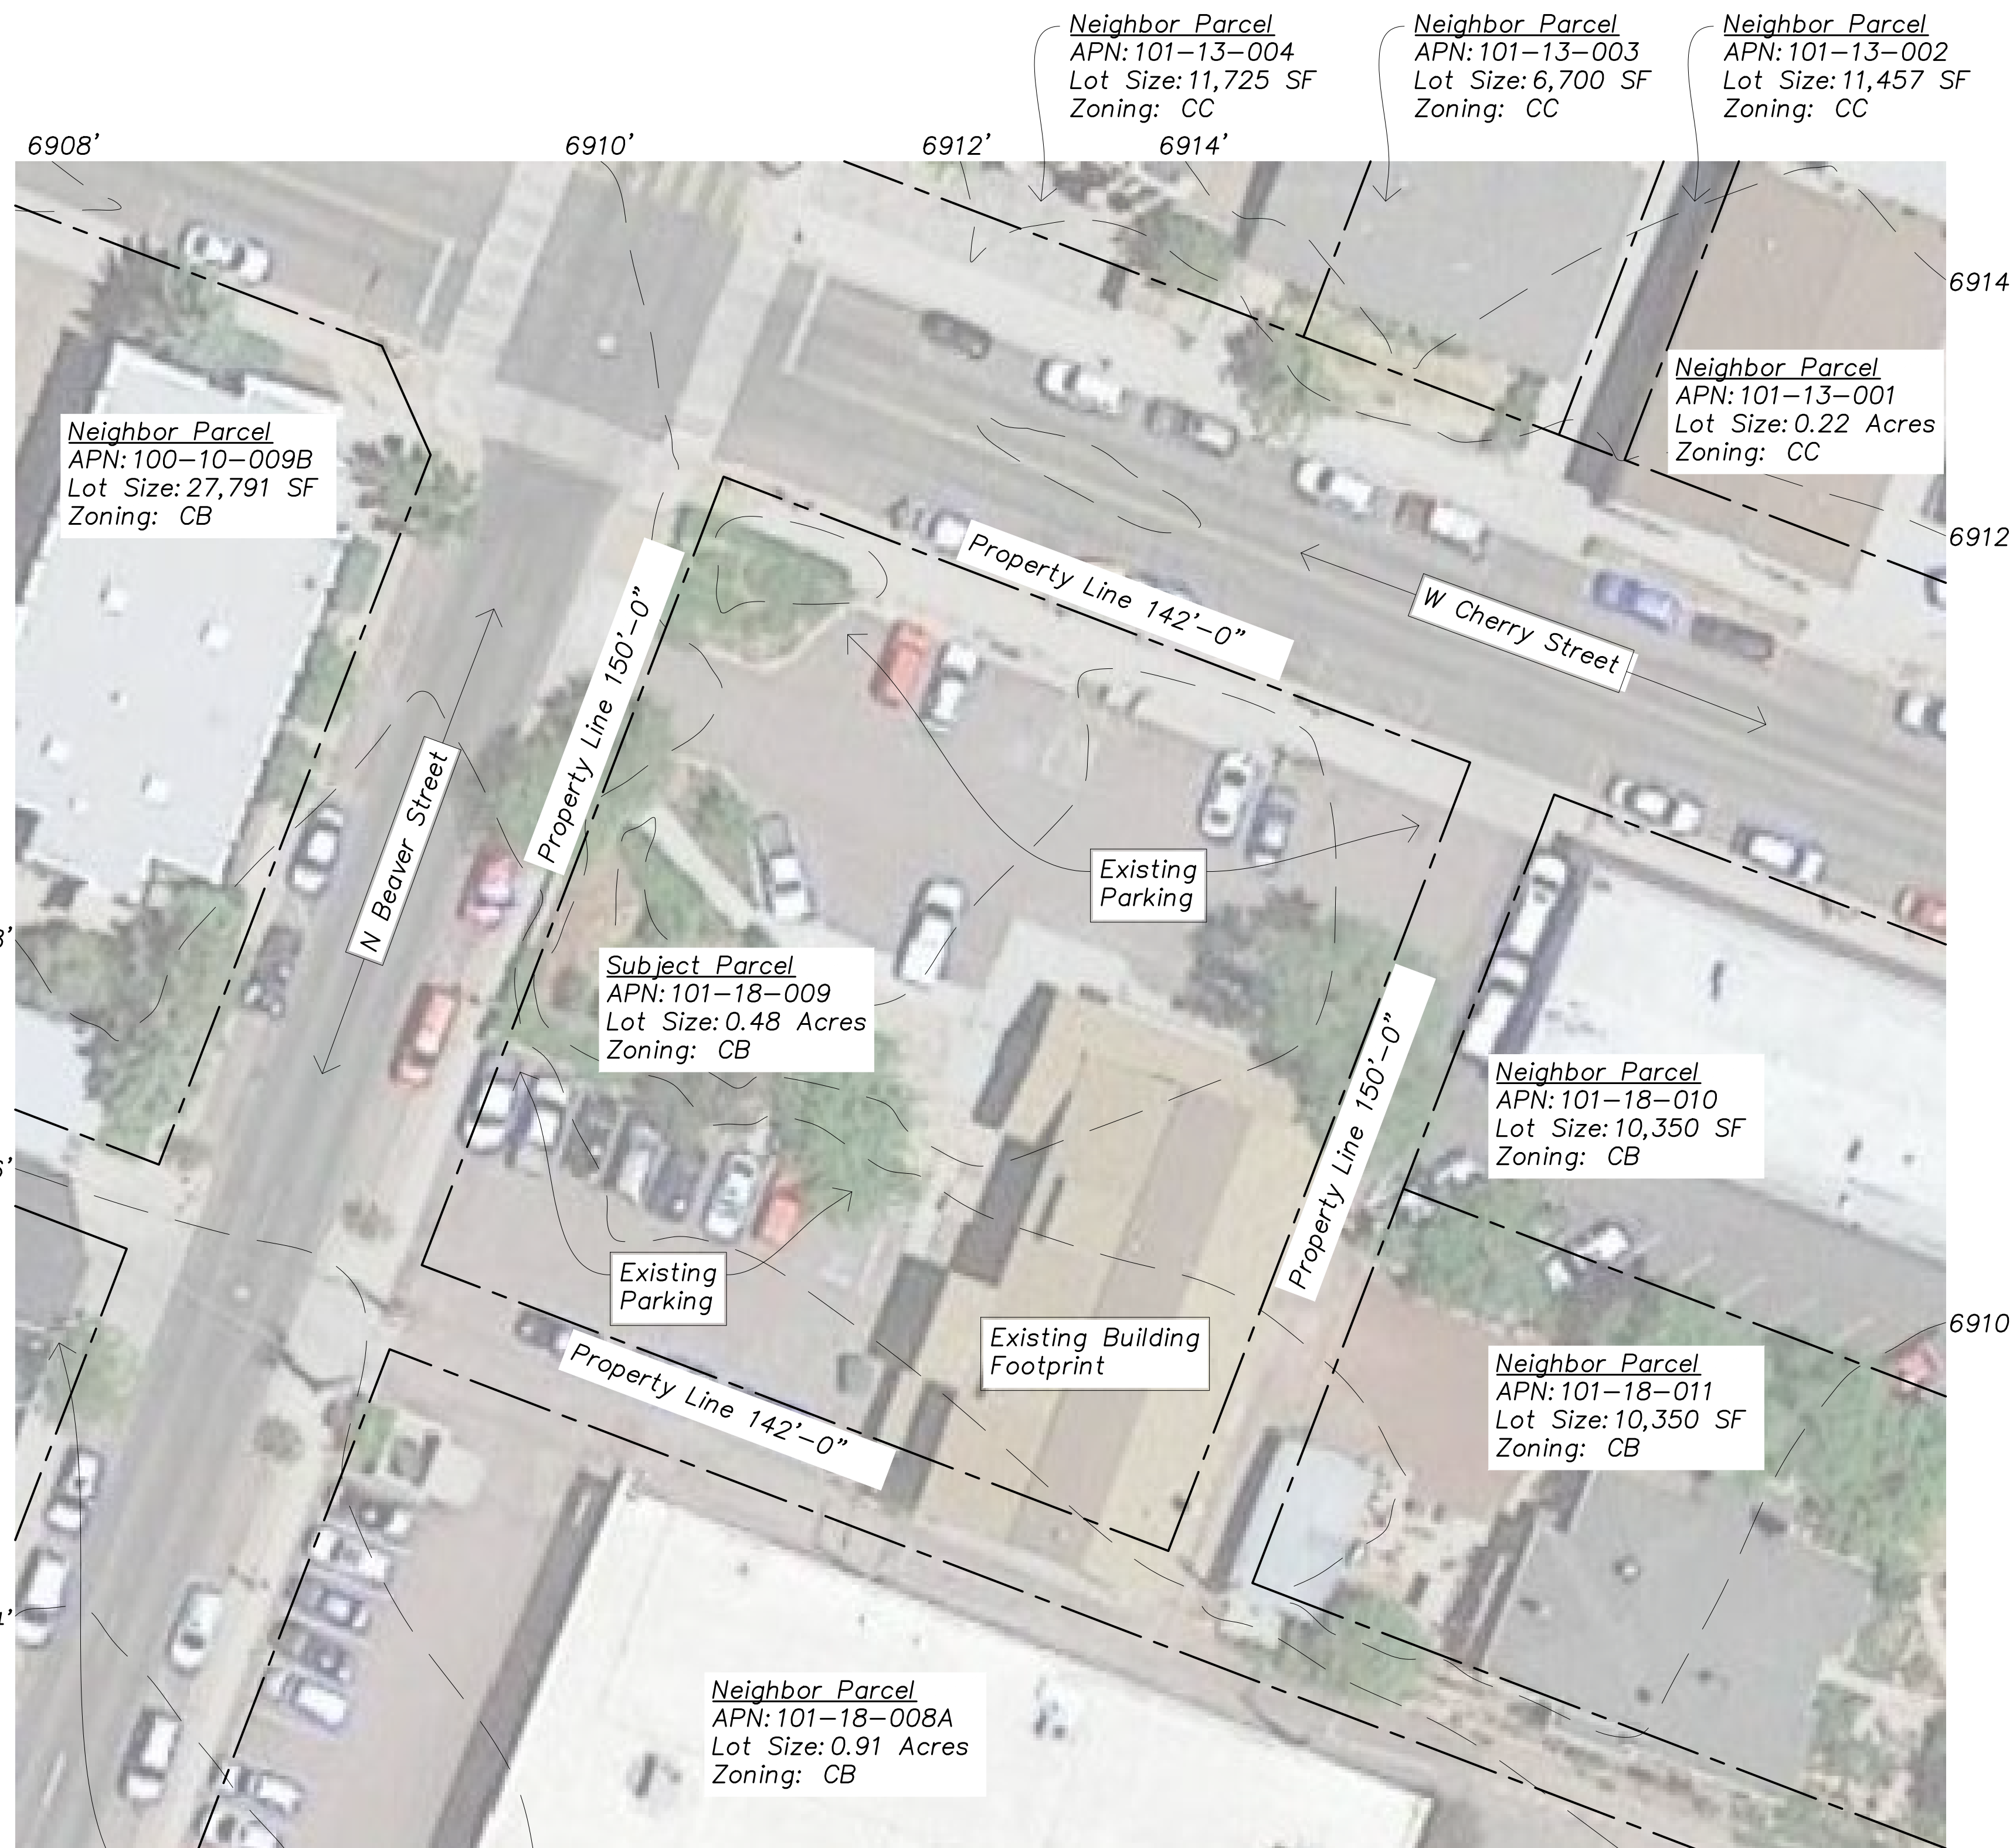 Neighbor Parcel
APN: 101-13-004
Lot Size: 11,725 SF
Zoning: CC
Neighbor Parcel
APN: 101-13-003
Lot Size: 6,700 SF
Zoning: CC
Neighbor Parcel
APN: 101-13-002
Lot Size: 11,457 SF
Zoning: CC
6908'
6910'
6912'
6914'
6914
Neighbor Parcel
APN: 101-13-001
Lot Size: 0.22 Acres
Zoning: CC
Neighbor Parcel
APN: 100-10-009B
Lot Size: 27,791 SF
Zoning: CB
6912
Property Line 142'-0"
W Cherry Street
Property Line 150'-0"
N Beaver Street
Existing
Parking
Subject Parcel
APN: 101-18-009
Lot Size: 0.48 Acres
Zoning: CB
Property Line 150'-0"
Neighbor Parcel
APN: 101-18-010
Lot Size: 10,350 SF
Zoning: CB
Existing
Parking
6910
Existing Building
Footprint
Property Line 142'-0"
Neighbor Parcel
APN: 101-18-011
Lot Size: 10,350 SF
Zoning: CB
Neighbor Parcel
APN: 101-18-008A
Lot Size: 0.91 Acres
Zoning: CB